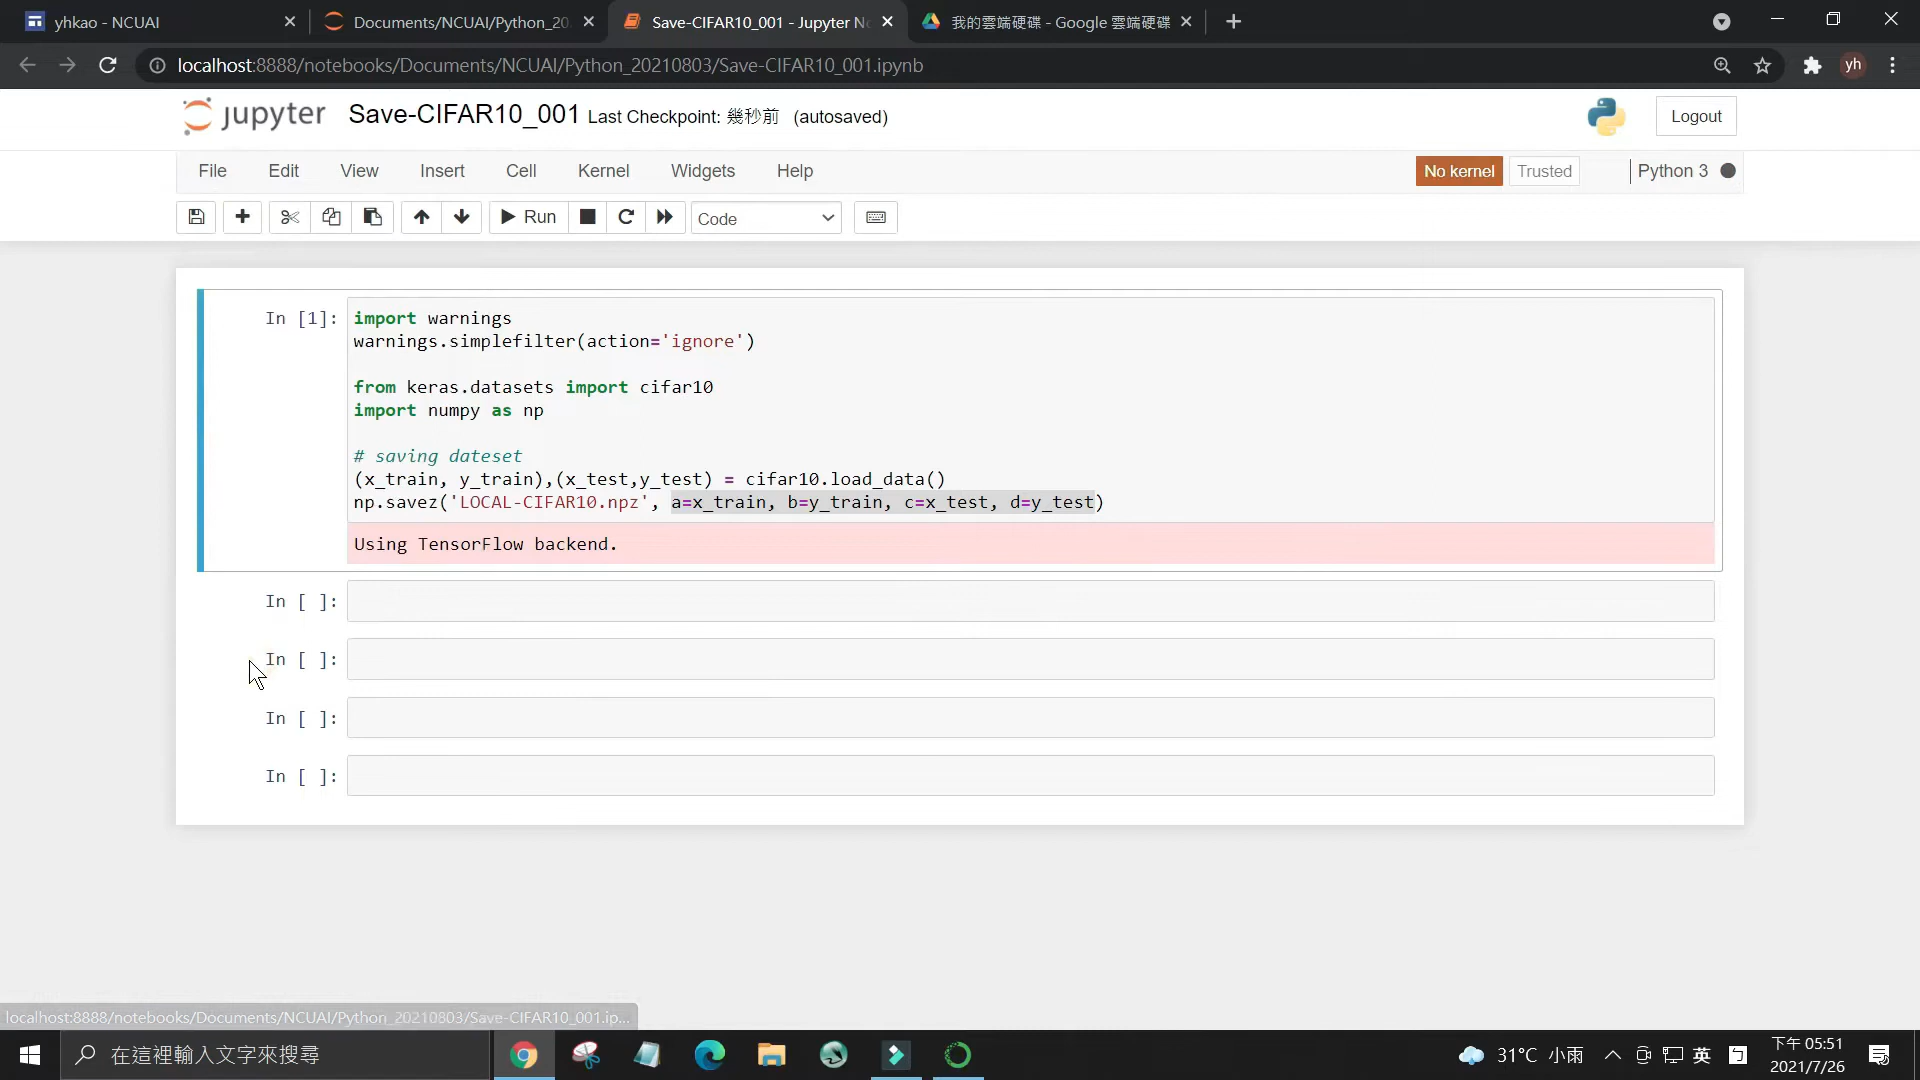 yhkao - NCUAI
Documents/NCUAI/Python_20
Save-CIFAR10_001 - Jupyter No
我的雲端硬碟 - Google 雲端硬碟
localhost:8888/notebooks/Documents/NCUAI/Python_20210803/Save-CIFAR10_001.ipynb
yh
jupyter Save-CIFAR10_001 Last Checkpoint: 幾秒前 (autosaved)
Logout
File Edit View Insert Cell Kernel Widgets Help
No kernel Trusted Python 3
Run Code
In [1]:
import warnings
warnings.simplefilter(action='ignore')
from keras.datasets import cifar10
import numpy as np
# saving dateset
(x_train, y_train),(x_test,y_test) = cifar10.load_data()
np.savez('LOCAL-CIFAR10.npz', a=x_train, b=y_train, c=x_test, d=y_test)
Using TensorFlow backend.
In [ ]:
In [ ]:
In [ ]:
In [ ]:
localhost:8888/notebooks/Documents/NCUAI/Python_20210803/Save-CIFAR10_001.ip...
在這裡輸入文字來搜尋
31°C 小雨
英
下午 05:51
2021/7/26